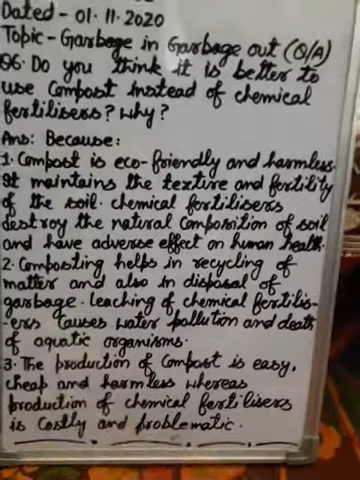 Dated - 01.11.2020
Topic - Garbage in Garbage out (Q/A)
Q6. Do you think it is better to
use Compost instead of chemical
fertilisers? why?
Ans: Because:
1. Compost is eco-friendly and harmless.
It maintains the texture and fertility
of the soil. chemical fertilisers
destroy the natural composition of soil
and have adverse effect on human health.
2. Composting helps in recycling of
matter and also in disposal of
garbage. leaching of chemical fertilis-
-ers causes water pollution and death
of aquatic organisms.
3. The production of Compost is easy,
cheap and harmless whereas
production of chemical fertilisers
is Costly and problematic.